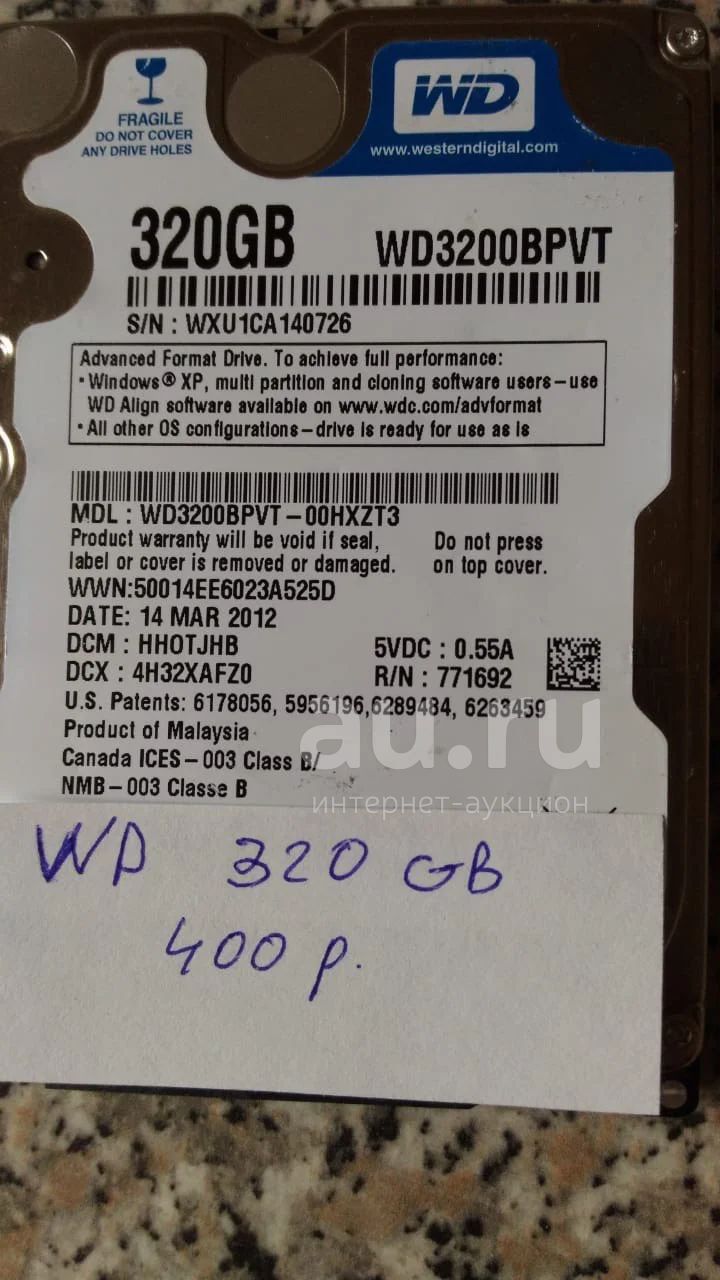 FRAGILE
DO NOT COVER
ANY DRIVE HOLES
WD
www.westerndigital.com
320GB WD3200BPVT
S/N : WXU1CA140726
Advanced Format Drive. To achieve full performance:
• Windows® XP, multi partition and cloning software users – use
WD Align software available on www.wdc.com/advformat
• All other OS configurations – drive is ready for use as is
MDL : WD3200BPVT – 00HXZT3
Product warranty will be void if seal,
label or cover is removed or damaged.
Do not press
on top cover.
WWN:50014EE6023A525D
DATE: 14 MAR 2012
DCM : HHOTJHB
DCX : 4H32XAFZ0
5VDC : 0.55A
R/N : 771692
U.S. Patents: 6178056, 5956196,6289484, 6263459
Product of Malaysia
Canada ICES – 003 Class B/
NMB – 003 Classe B
au.ru
интернет-аукцион
WD 320 GB
400 р.